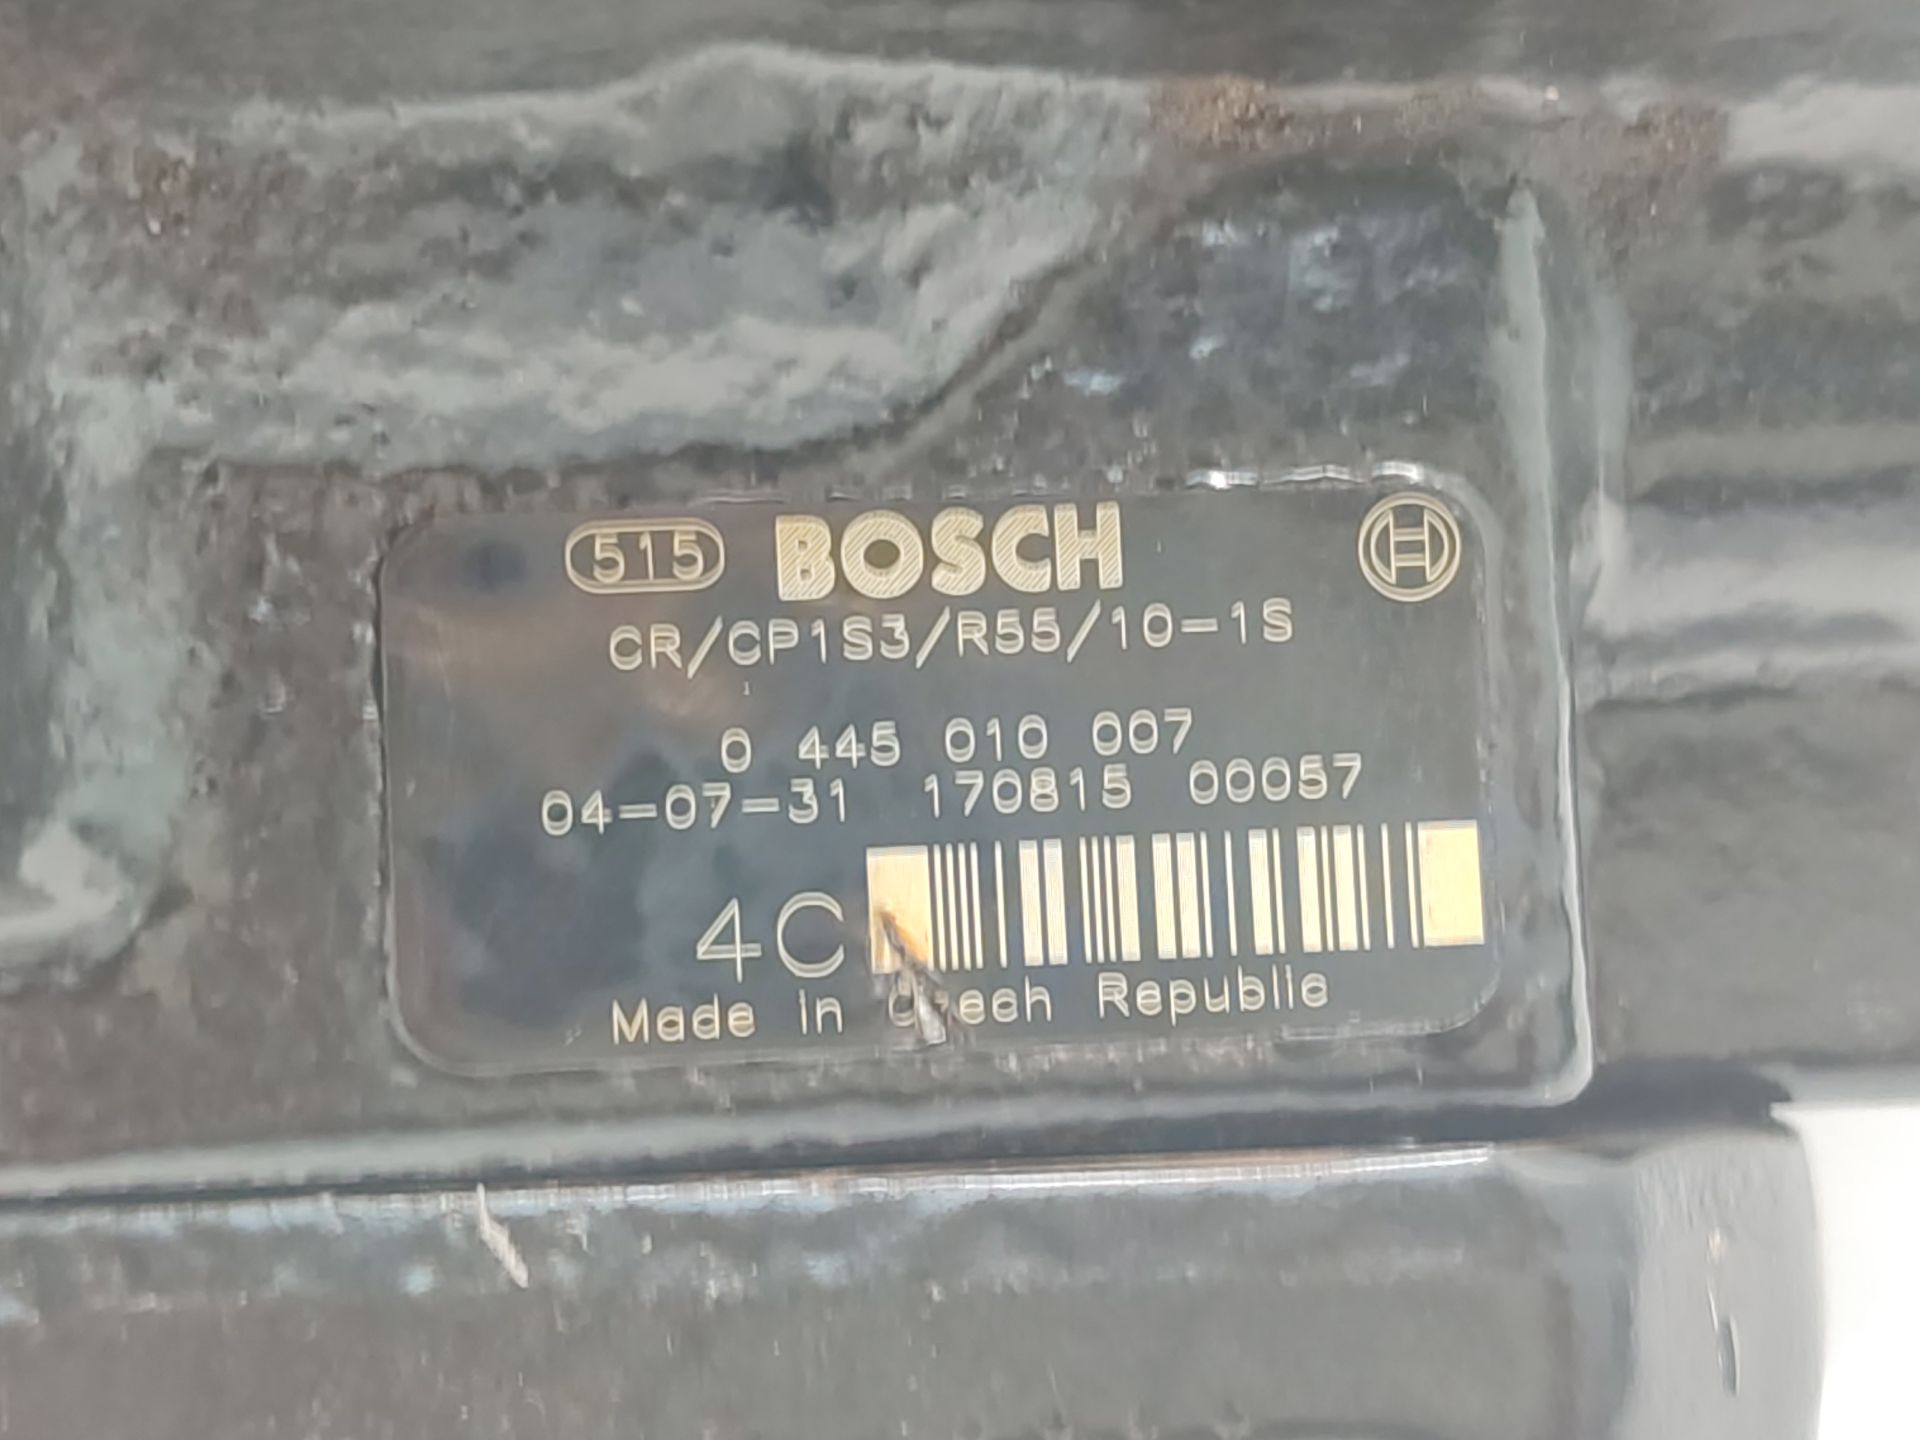 515 BOSCH
CR/CP1S3/R55/10-1S
0 445 010 007
04-07-31 170815 00057
4C
Made in Czech Republic